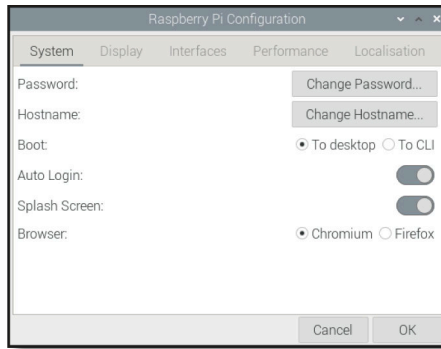 Raspberry Pi Configuration
System Display Interfaces Performance Localisation
Password: Change Password...
Hostname: Change Hostname...
Boot: To desktop To CLI
Auto Login:
Splash Screen:
Browser: Chromium Firefox
Cancel OK